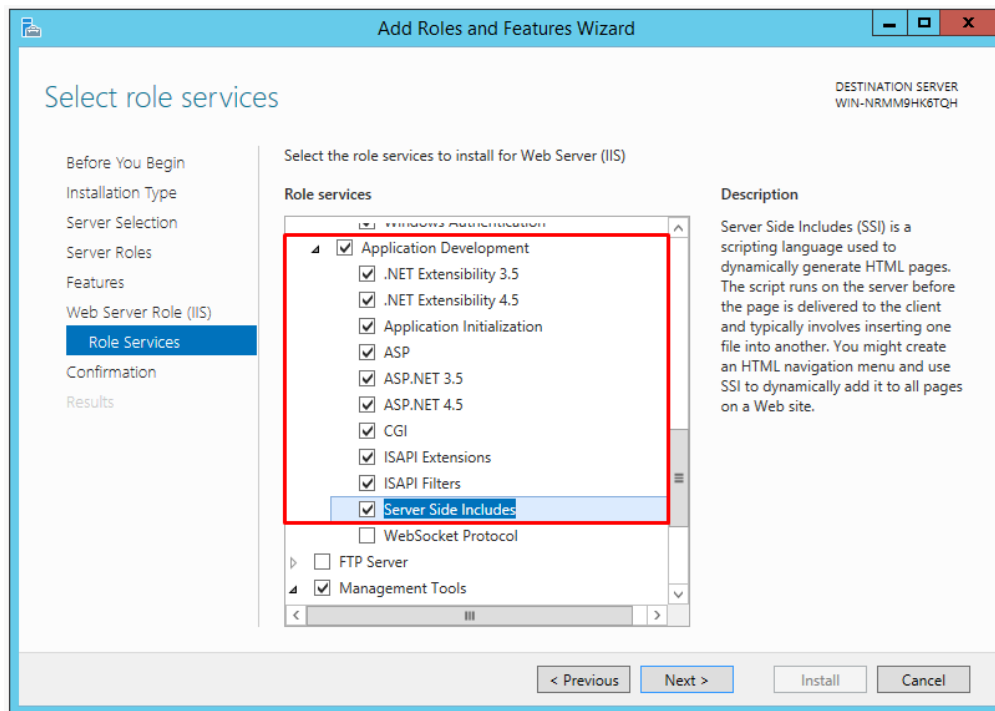 Add Roles and Features Wizard
Select role services
DESTINATION SERVER
WIN-NRMM9HK6TQH
Before You Begin
Installation Type
Server Selection
Server Roles
Features
Web Server Role (IIS)
Role Services
Confirmation
Results
Select the role services to install for Web Server (IIS)
Role services
Windows Authentication
Application Development
.NET Extensibility 3.5
.NET Extensibility 4.5
Application Initialization
ASP
ASP.NET 3.5
ASP.NET 4.5
CGI
ISAPI Extensions
ISAPI Filters
Server Side Includes
WebSocket Protocol
FTP Server
Management Tools
Description
Server Side Includes (SSI) is a
scripting language used to
dynamically generate HTML pages.
The script runs on the server before
the page is delivered to the client
and typically involves inserting one
file into another. You might create
an HTML navigation menu and use
SSI to dynamically add it to all pages
on a Web site.
< Previous
Next >
Install
Cancel